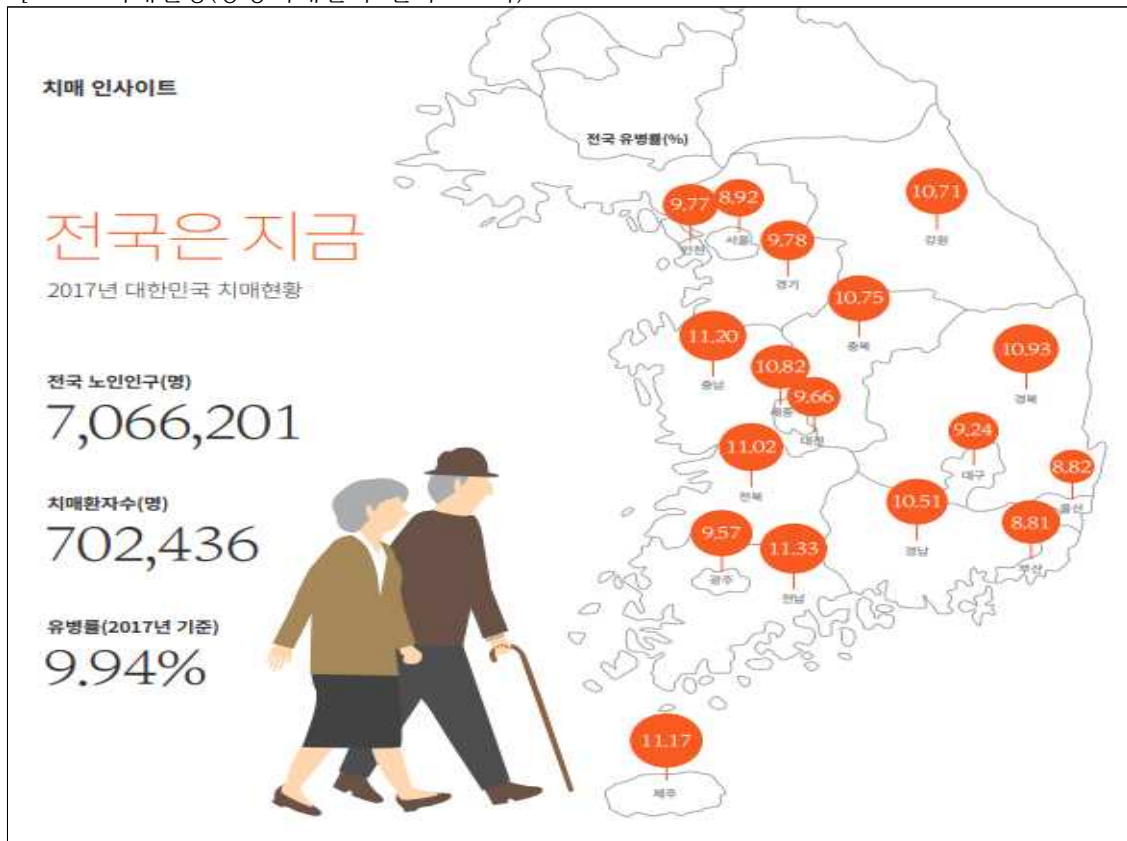 치매 인사이트
전국 유병률(%)
전국은 지금
2017년 대한민국 치매현황
전국 노인인구(명)
7,066,201
치매환자수(명)
702,436
유병률(2017년 기준)
9.94%
9.77
인천
8.92
서울
9.78
경기
10.71
강원
10.75
충북
11.20
충남
10.82
세종
9.66
대전
10.93
경북
9.24
대구
8.82
울산
11.02
전북
10.51
경남
8.81
부산
9.57
광주
11.33
전남
11.17
제주